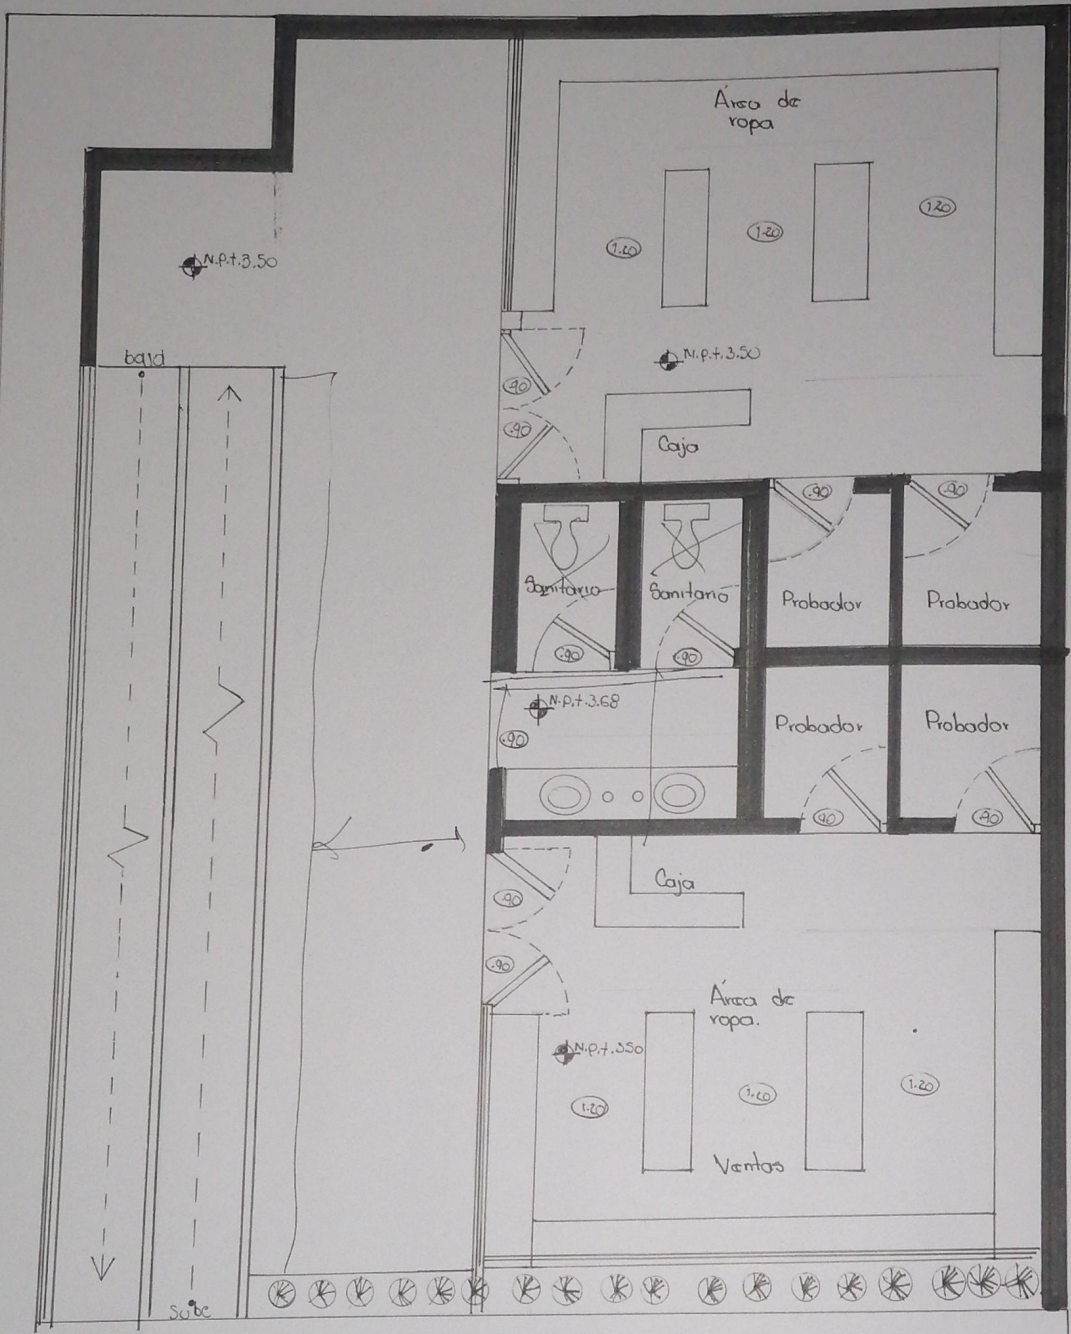 Área de
ropa
1.20
1.20
1.20
N.p.t.3.50
baja
N.p.t.3.50
.90
.90
Caja
.90
.90
Sanitario
Sanitario
Probador
Probador
.90
.90
N.p.t.3.68
.90
Probador
Probador
.90
.90
Caja
.90
.90
Área de
ropa.
N.p.t.350
1.20
1.20
1.20
Ventas
Sube